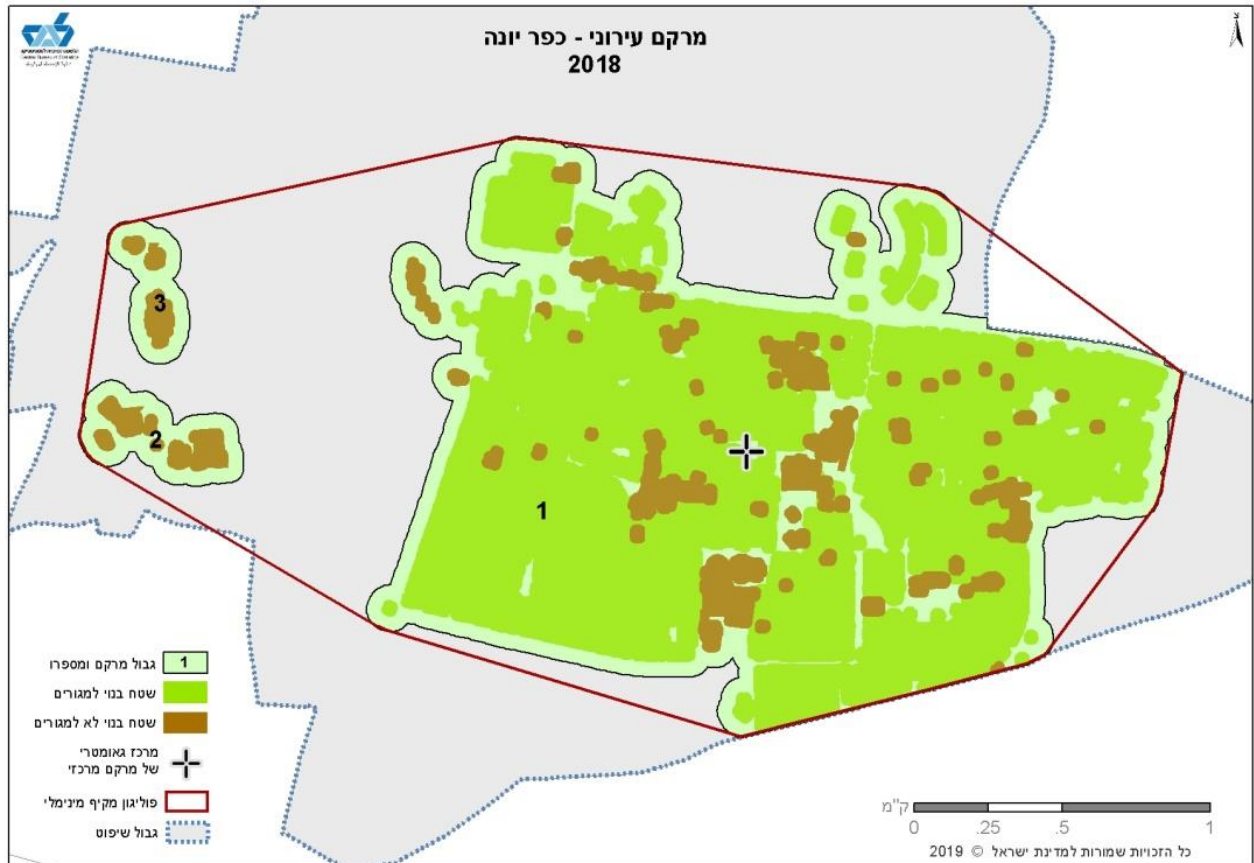 מרקם עירוני - כפר יונה
2018
3
2
1
1
גבול מרקם ומספרו
שטח בנוי למגורים
שטח בנוי לא למגורים
מרכז גאומטרי
של מרקם מרכזי
פוליגון מקיף מינימלי
גבול שיפוט
ק"מ
0 .25 .5 1
כל הזכויות שמורות למדינת ישראל © 2019